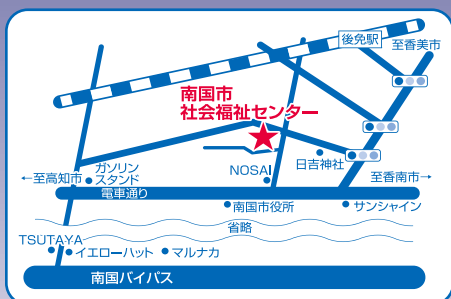 後免駅
至香美市
南国市
社会福祉センター
ガソリン
スタンド
←至高知市
NOSAI
日吉神社
至香南市→
電車通り
南国市役所
サンシャイン
省略
TSUTAYA
イエローハット
マルナカ
南国バイパス